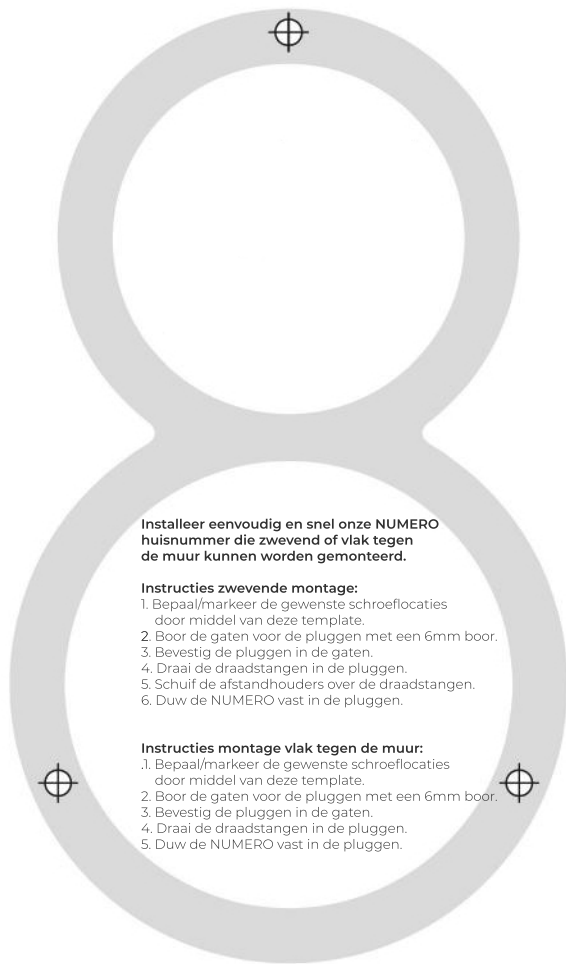 Installeer eenvoudig en snel onze NUMERO
huisnummer die zwevend of vlak tegen
de muur kunnen worden gemonteerd.
Instructies zwevende montage:
1. Bepaal/markeer de gewenste schroeflocaties
door middel van deze template.
2. Boor de gaten voor de pluggen met een 6mm boor.
3. Bevestig de pluggen in de gaten.
4. Draai de draadstangen in de pluggen.
5. Schuif de afstandhouders over de draadstangen.
6. Duw de NUMERO vast in de pluggen.
Instructies montage vlak tegen de muur:
.1. Bepaal/markeer de gewenste schroeflocaties
door middel van deze template.
2. Boor de gaten voor de pluggen met een 6mm boor.
3. Bevestig de pluggen in de gaten.
4. Draai de draadstangen in de pluggen.
5. Duw de NUMERO vast in de pluggen.